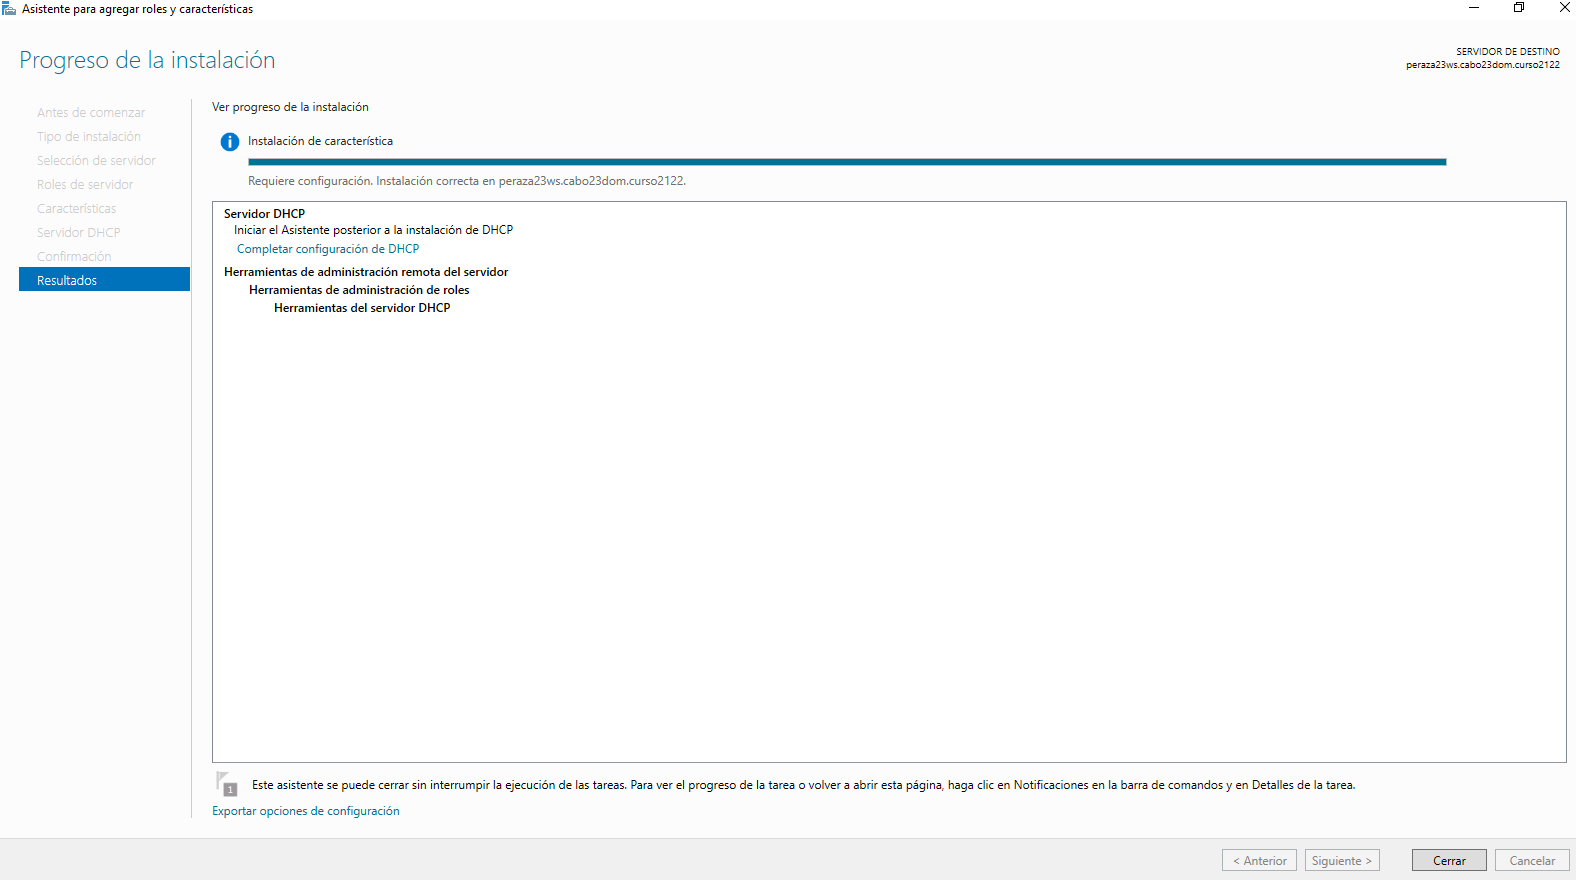 Asistente para agregar roles y características
Progreso de la instalación
SERVIDOR DE DESTINO
peraza23ws.cabo23dom.curso2122
Antes de comenzar
Tipo de instalación
Selección de servidor
Roles de servidor
Características
Servidor DHCP
Confirmación
Resultados
Ver progreso de la instalación
Instalación de característica
Requiere configuración. Instalación correcta en peraza23ws.cabo23dom.curso2122.
Servidor DHCP
Iniciar el Asistente posterior a la instalación de DHCP
Completar configuración de DHCP
Herramientas de administración remota del servidor
Herramientas de administración de roles
Herramientas del servidor DHCP
1
Este asistente se puede cerrar sin interrumpir la ejecución de las tareas. Para ver el progreso de la tarea o volver a abrir esta página, haga clic en Notificaciones en la barra de comandos y en Detalles de la tarea.
Exportar opciones de configuración
< Anterior
Siguiente >
Cerrar
Cancelar